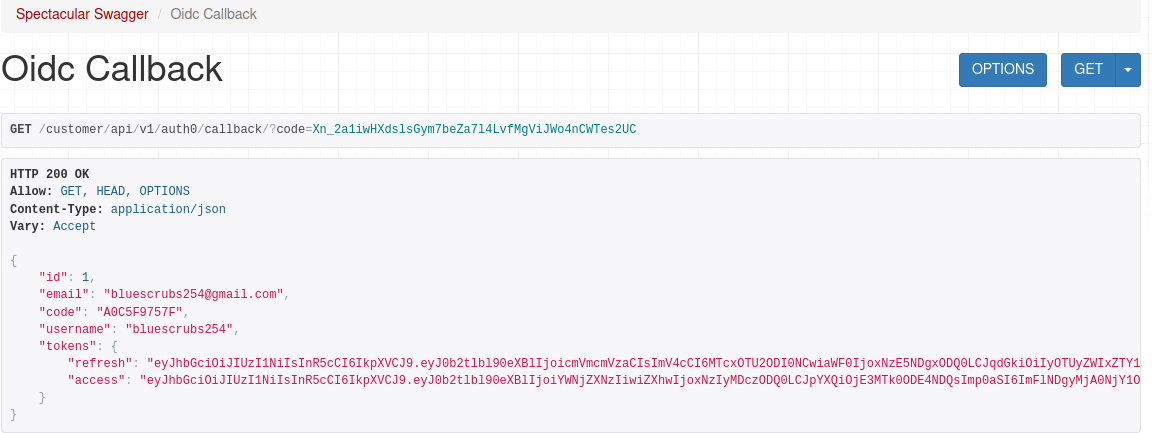 Spectacular Swagger / Oidc Callback
Oidc Callback
OPTIONS GET
GET /customer/api/v1/auth0/callback/?code=Xn_2a1iwHXdslsGym7beZa7l4LvfMgViJWo4nCWTes2UC
HTTP 200 OK
Allow: GET, HEAD, OPTIONS
Content-Type: application/json
Vary: Accept
{
"id": 1,
"email": "bluescrubs254@gmail.com",
"code": "A0C5F9757F",
"username": "bluescrubs254",
"tokens": {
"refresh": "eyJhbGciOiJIUzI1NiIsInR5cCI6IkpXVCJ9.eyJ0b2tlbl90eXBlIjoicmVmcmVzaCIsImV4cCI6MTcxOTU2ODI0NCwiaWF0IjoxNzE5NDgxODQ0LCJqdGkiOiIyOTUyZWIxZTY1
"access": "eyJhbGciOiJIUzI1NiIsInR5cCI6IkpXVCJ9.eyJ0b2tlbl90eXBlIjoiYWNjZXNzIiwiZXhwIjoxNzIyMDczODQ0LCJpYXQiOjE3MTk0ODE4NDQsImp0aSI6ImFlNDgyMjA0NjY1O
}
}